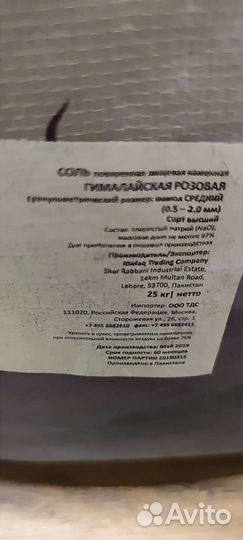 СОЛЬ поваренная пищевая каменная
ГИМАЛАЙСКАЯ РОЗОВАЯ
Гранулометрический размер: помол СРЕДНИЙ
(0.5 – 2.0 мм)
Сорт высший
Состав: хлористый натрий (NaCl),
массовая доля не менее 97%
Для применения в пищевых производствах
Производитель/Экспортер:
Ittefaq Trading Company
Sher Rabbani Industrial Estate,
14km Multan Road,
Lahore, 53700, Пакистан
25 кг| нетто
Импортер: ООО ТДС
111020, Российская Федерация, Москва,
Сторожевая ул., 26, стр. 1
+7 495 6682610 факс: +7 495 6682611
Хранить в сухих, проветриваемых помещениях
при относительной влажности воздуха не более 75%
Дата производства: Май 2019
Срок годности: 60 месяцев
НОМЕР ПАРТИИ 20180315
Произведено в Пакистане
Avito